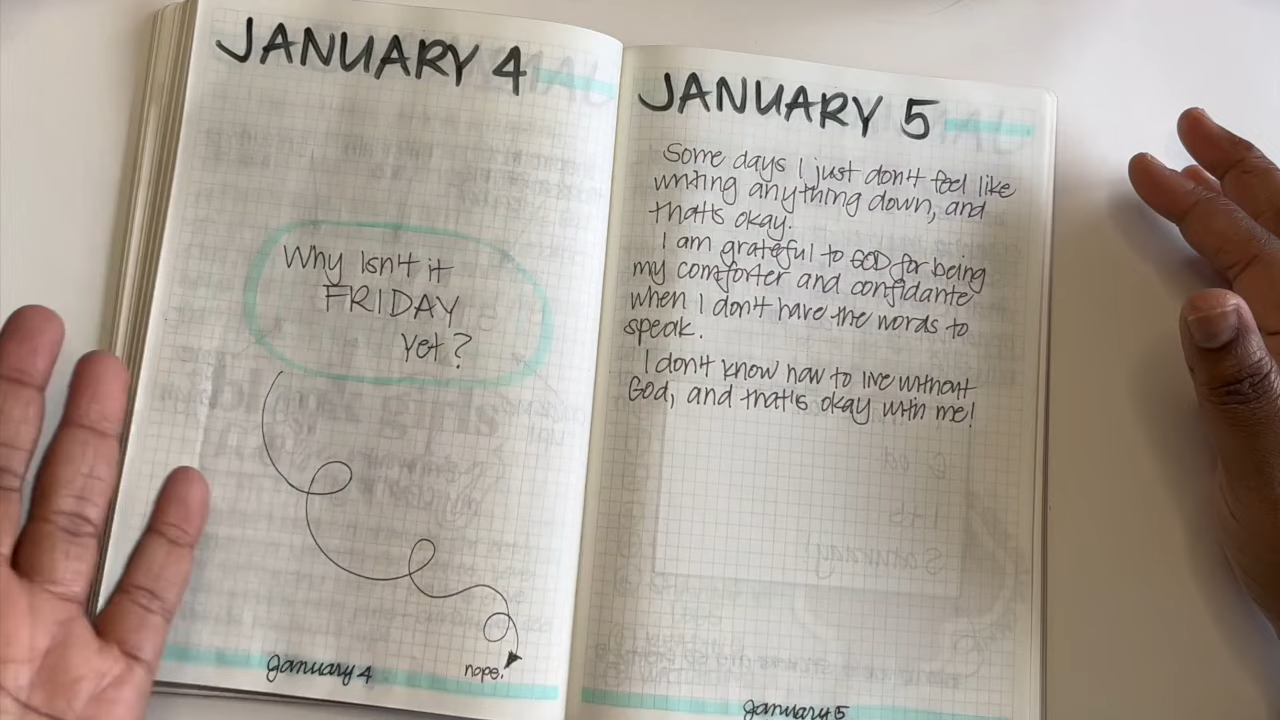 JANUARY 4
Why Isn't it
FRIDAY
yet?
nope.
January 4
JANUARY 5
Some days I just don't feel like
writing anything down, and
that's okay.
I am grateful to GOD for being
my comforter and confidante
when I don't have the words to
speak.
I don't know how to live without
God, and that's okay with me!
January 5